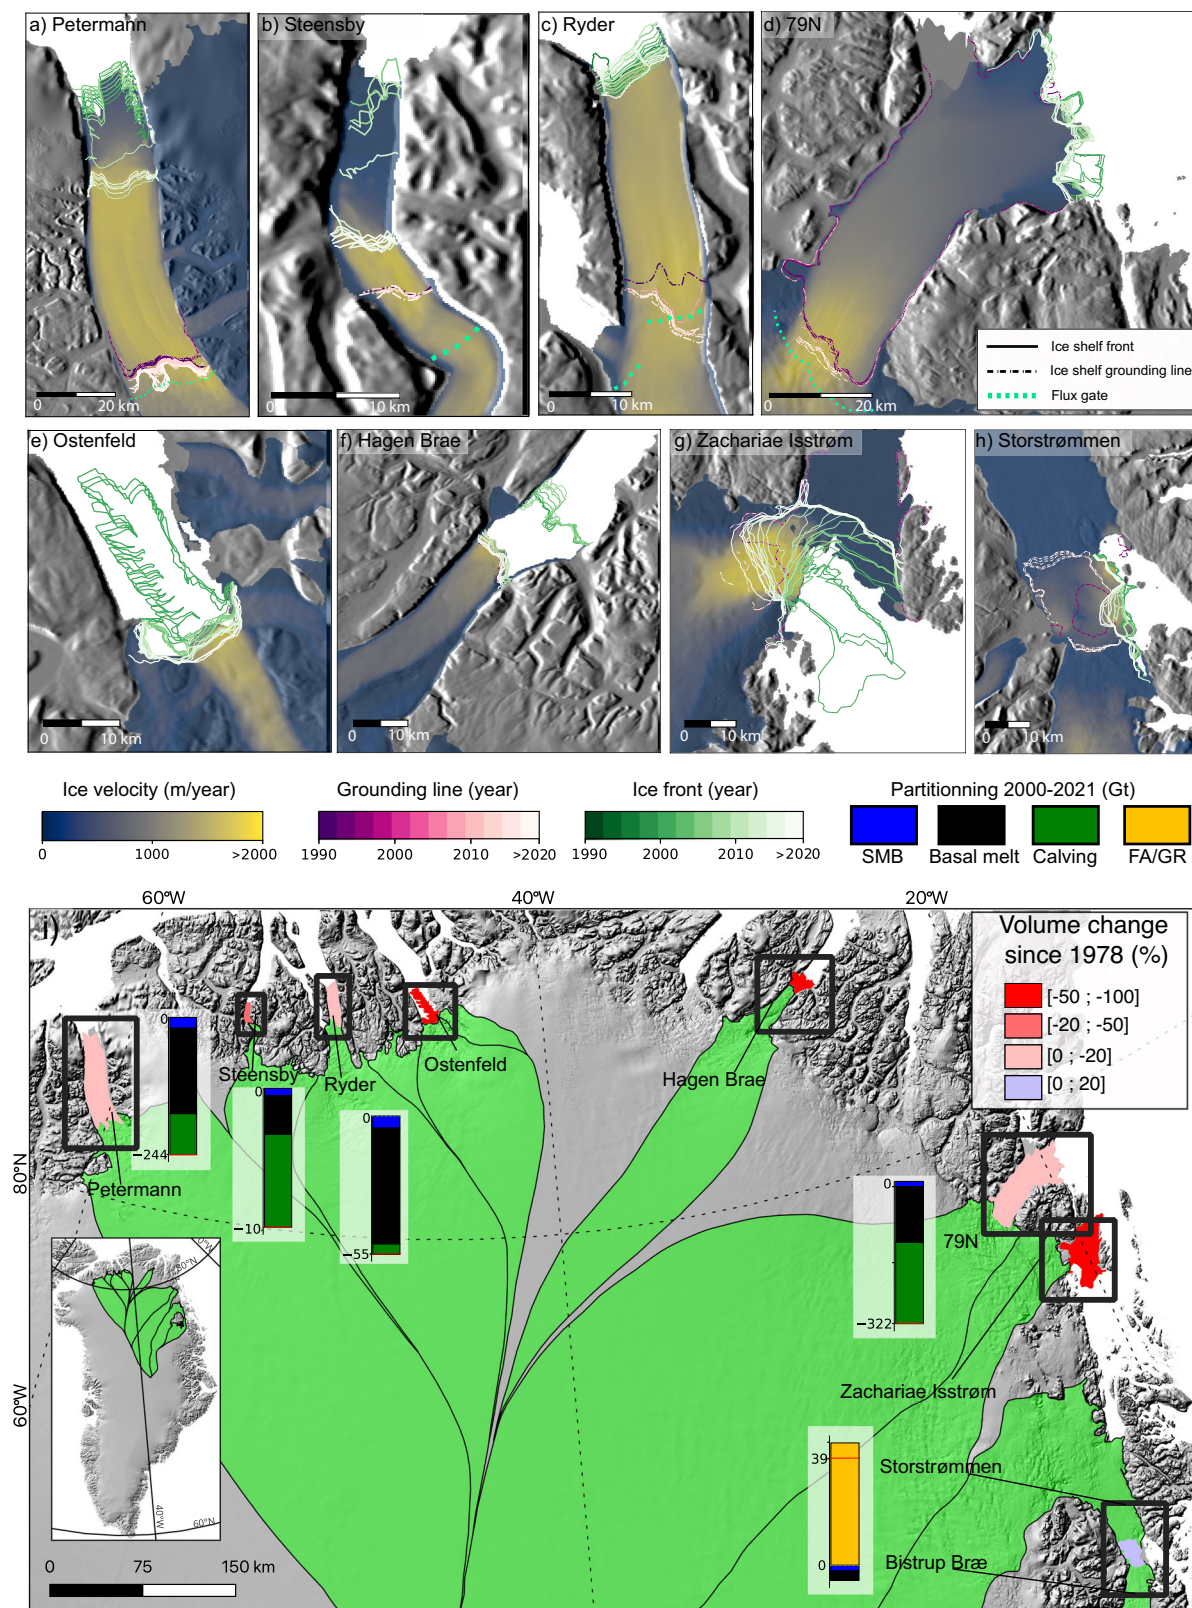 a) Petermann
b) Steensby
c) Ryder
d) 79N
0 20 km
0 10 km
0 10 km
0 20 km
Ice shelf front
Ice shelf grounding line
Flux gate
e) Ostenfeld
f) Hagen Brae
g) Zachariae Isstrøm
h) Storstrømmen
0 10 km
0 10 km
0 10 km
0 10 km
Ice velocity (m/year)
0 1000 >2000
Grounding line (year)
1990 2000 2010 >2020
Ice front (year)
1990 2000 2010 >2020
Partitionning 2000-2021 (Gt)
SMB Basal melt Calving FA/GR
60°W 40°W 20°W
i)
Volume change
since 1978 (%)
[-50 ; -100]
[-20 ; -50]
[0 ; -20]
[0 ; 20]
0
−244
Steensby
Ryder
Ostenfeld
Hagen Brae
0
−10
0
−55
Petermann
80°N
60°W
0
−322
79N
Zachariae Isstrøm
39
0
Storstrømmen
Bistrup Bræ
80°N
40°W
60°N
0 75 150 km